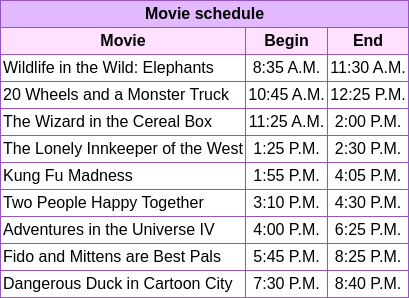 Movie schedule
Movie Begin End
Wildlife in the Wild: Elephants 8:35 A.M. 11:30 A.M.
20 Wheels and a Monster Truck 10:45 A.M. 12:25 P.M.
The Wizard in the Cereal Box 11:25 A.M. 2:00 P.M.
The Lonely Innkeeper of the West 1:25 P.M. 2:30 P.M.
Kung Fu Madness 1:55 P.M. 4:05 P.M.
Two People Happy Together 3:10 P.M. 4:30 P.M.
Adventures in the Universe IV 4:00 P.M. 6:25 P.M.
Fido and Mittens are Best Pals 5:45 P.M. 8:25 P.M.
Dangerous Duck in Cartoon City 7:30 P.M. 8:40 P.M.